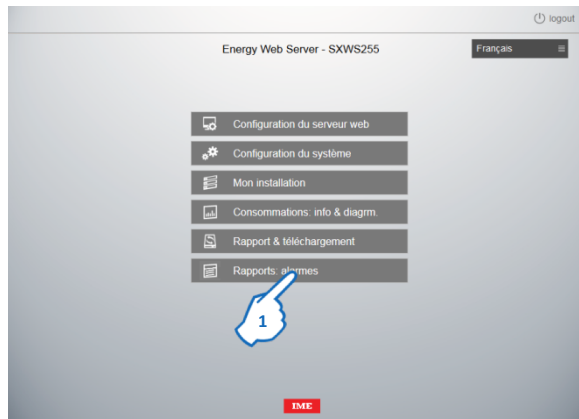 logout
Energy Web Server - SXWS255
Français
Configuration du serveur web
Configuration du système
Mon installation
Consommations: info & diagrm.
Rapport & téléchargement
Rapports: alarmes
1
IME